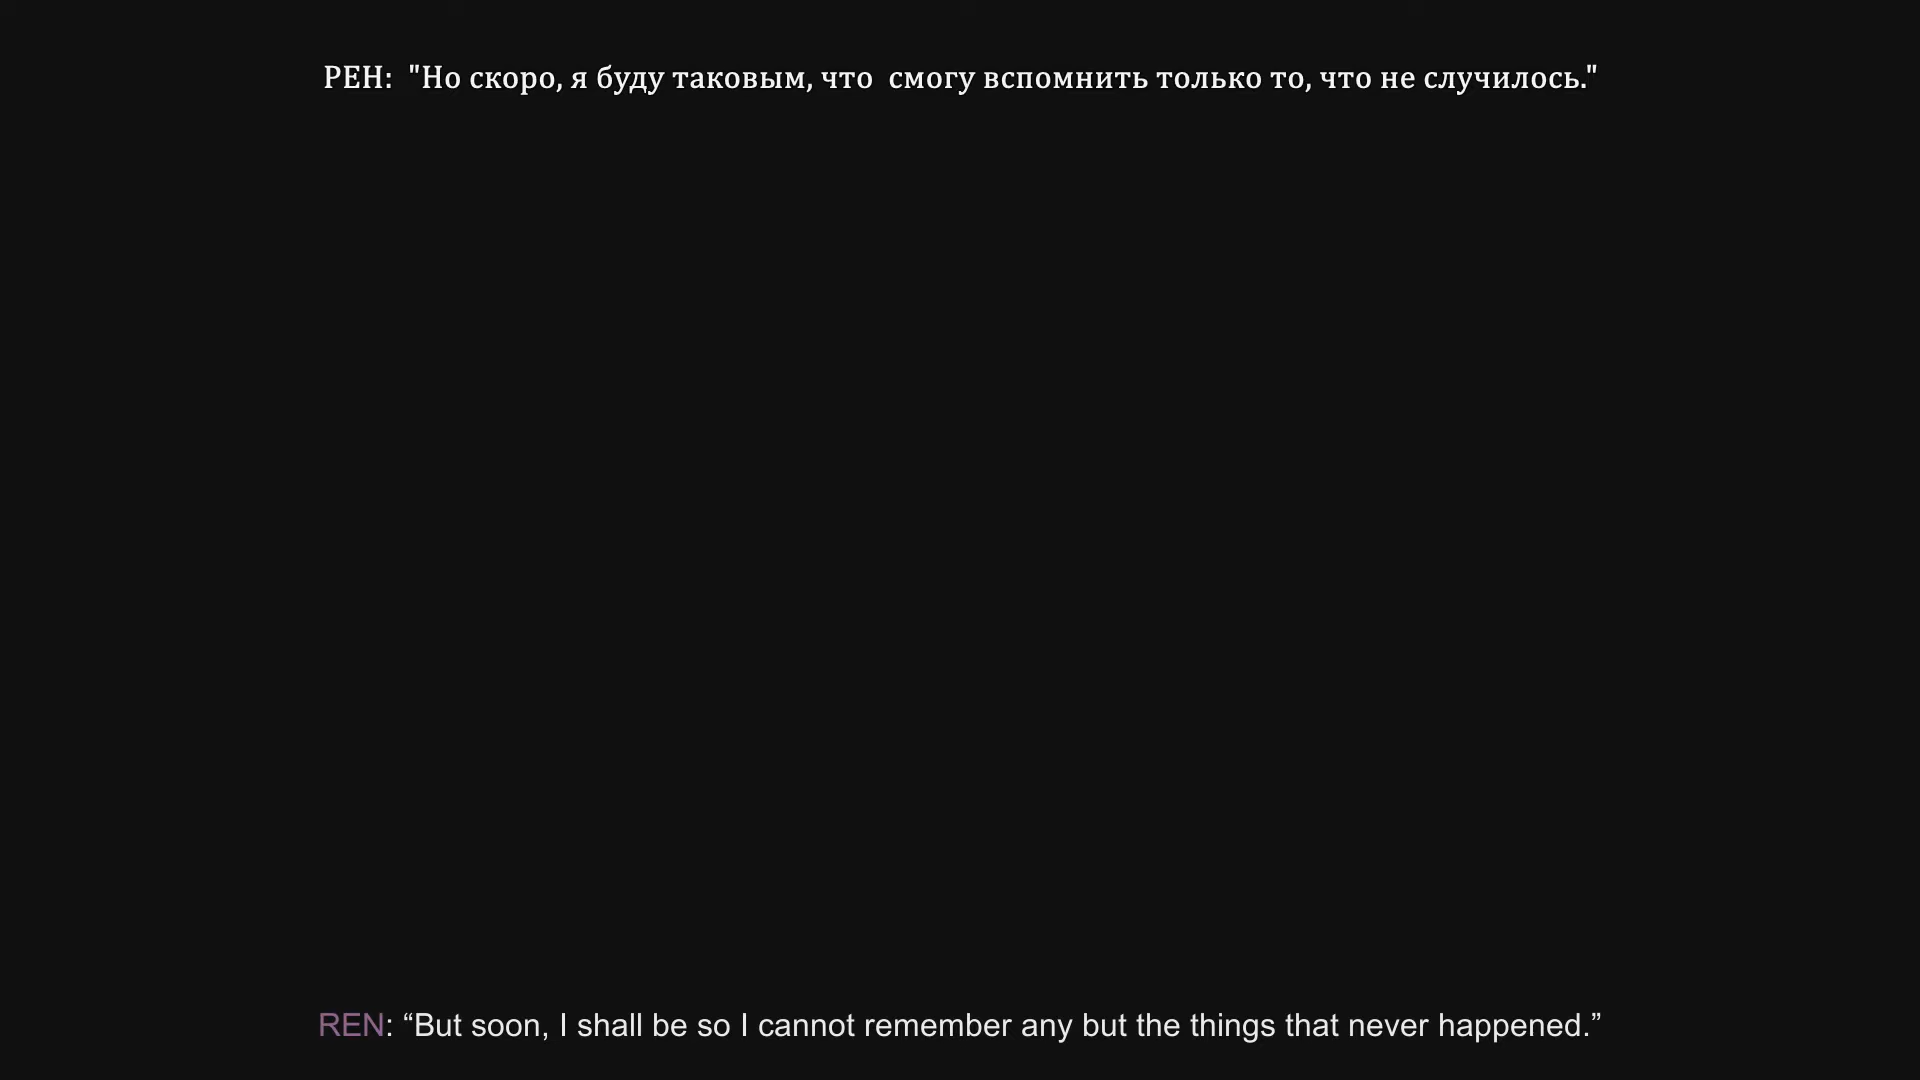 РЕН:  "Но скоро, я буду таковым, что  смогу вспомнить только то, что не случилось."
REN: “But soon, I shall be so I cannot remember any but the things that never happened.”